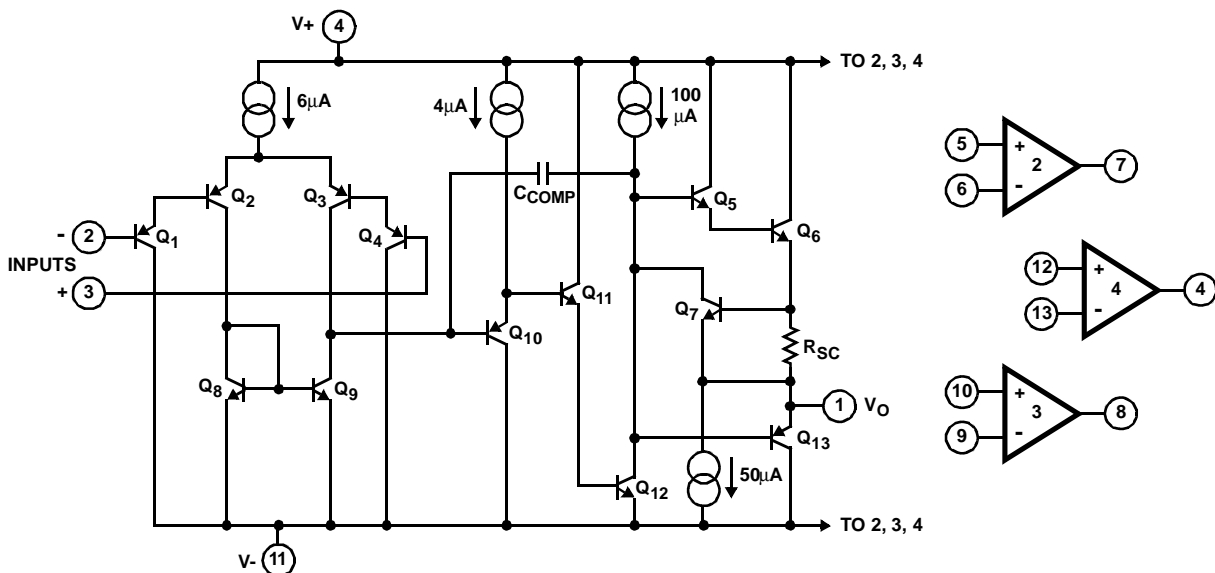 V+ 4
TO 2, 3, 4
6μA
4μA
100
μA
CCOMP
Q2
Q3
Q5
- 2
Q1
Q4
Q6
INPUTS
+ 3
Q11
Q7
Q10
RSC
Q8
Q9
1 VO
Q13
50μA
Q12
TO 2, 3, 4
V- 11
5 + 2 7
6 -
12 + 4 4
13 -
10 + 3 8
9 -